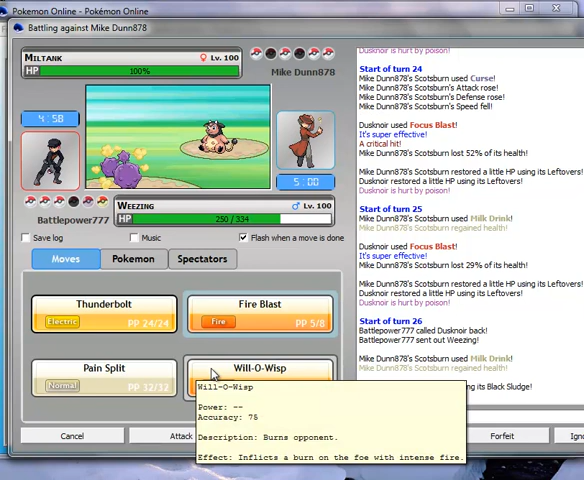 Pokemon Online - Pokémon Online
Battling against Mike Dunn878
MILTANK
Lv. 100
HP
100%
Mike Dunn878
4:58
5:00
WEEZING
Lv. 100
HP
250 / 334
Battlepower777
Save log
Music
Flash when a move is done
Moves
Pokemon
Spectators
Thunderbolt
Electric
PP 24/24
Fire Blast
Fire
PP 5/8
Pain Split
Normal
PP 32/32
Will-O-Wisp
Will-O-Wisp
Power: --
Accuracy: 75
Description: Burns opponent.
Effect: Inflicts a burn on the foe with intense fire.
Cancel
Attack
Forfeit
Igno
Dusknoir is hurt by poison!
Start of turn 24
Mike Dunn878's Scotsburn used Curse!
Mike Dunn878's Scotsburn's Attack rose!
Mike Dunn878's Scotsburn's Defense rose!
Mike Dunn878's Scotsburn's Speed fell!
Dusknoir used Focus Blast!
It's super effective!
A critical hit!
Mike Dunn878's Scotsburn lost 52% of its health!
Mike Dunn878's Scotsburn restored a little HP using its Leftovers!
Dusknoir restored a little HP using its Leftovers!
Dusknoir is hurt by poison!
Start of turn 25
Mike Dunn878's Scotsburn used Milk Drink!
Mike Dunn878's Scotsburn regained health!
Dusknoir used Focus Blast!
It's super effective!
Mike Dunn878's Scotsburn lost 29% of its health!
Mike Dunn878's Scotsburn restored a little HP using its Leftovers!
Dusknoir restored a little HP using its Leftovers!
Dusknoir is hurt by poison!
Start of turn 26
Battlepower777 called Dusknoir back!
Battlepower777 sent out Weezing!
Mike Dunn878's Scotsburn used Milk Drink!
Mike Dunn878's Scotsburn regained health!
ing its Black Sludge!